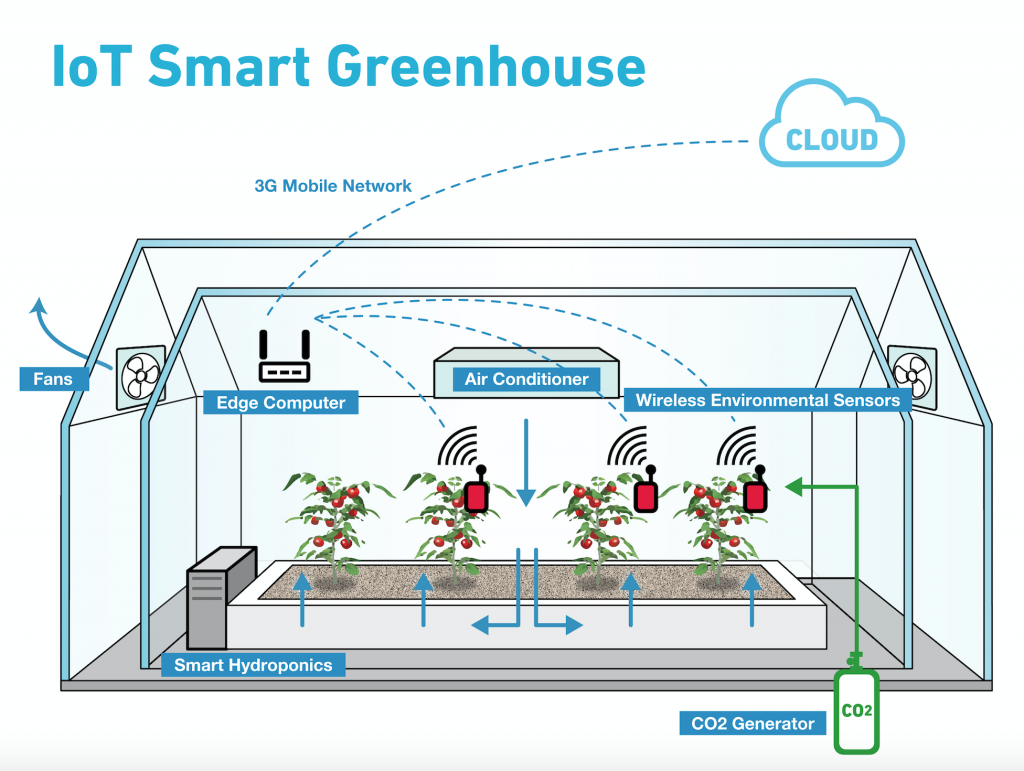 IoT Smart Greenhouse
CLOUD
3G Mobile Network
Fans
Air Conditioner
Edge Computer
Wireless Environmental Sensors
Smart Hydroponics
CO2
CO2 Generator